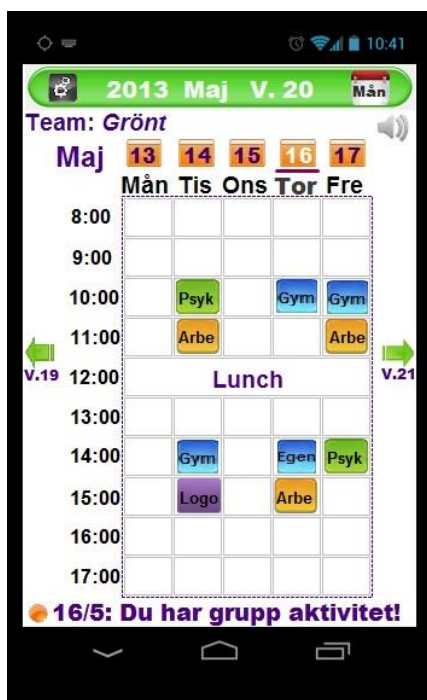 10:41
2013 Maj V. 20 Mån
Team: Grönt
Maj 13 14 15 16 17
Mån Tis Ons Tor Fre
8:00
9:00
10:00 Psyk Gym Gym
11:00 Arbe Arbe
V.19 12:00 Lunch V.21
13:00
14:00 Gym Egen Psyk
15:00 Logo Arbe
16:00
17:00
16/5: Du har grupp aktivitet!